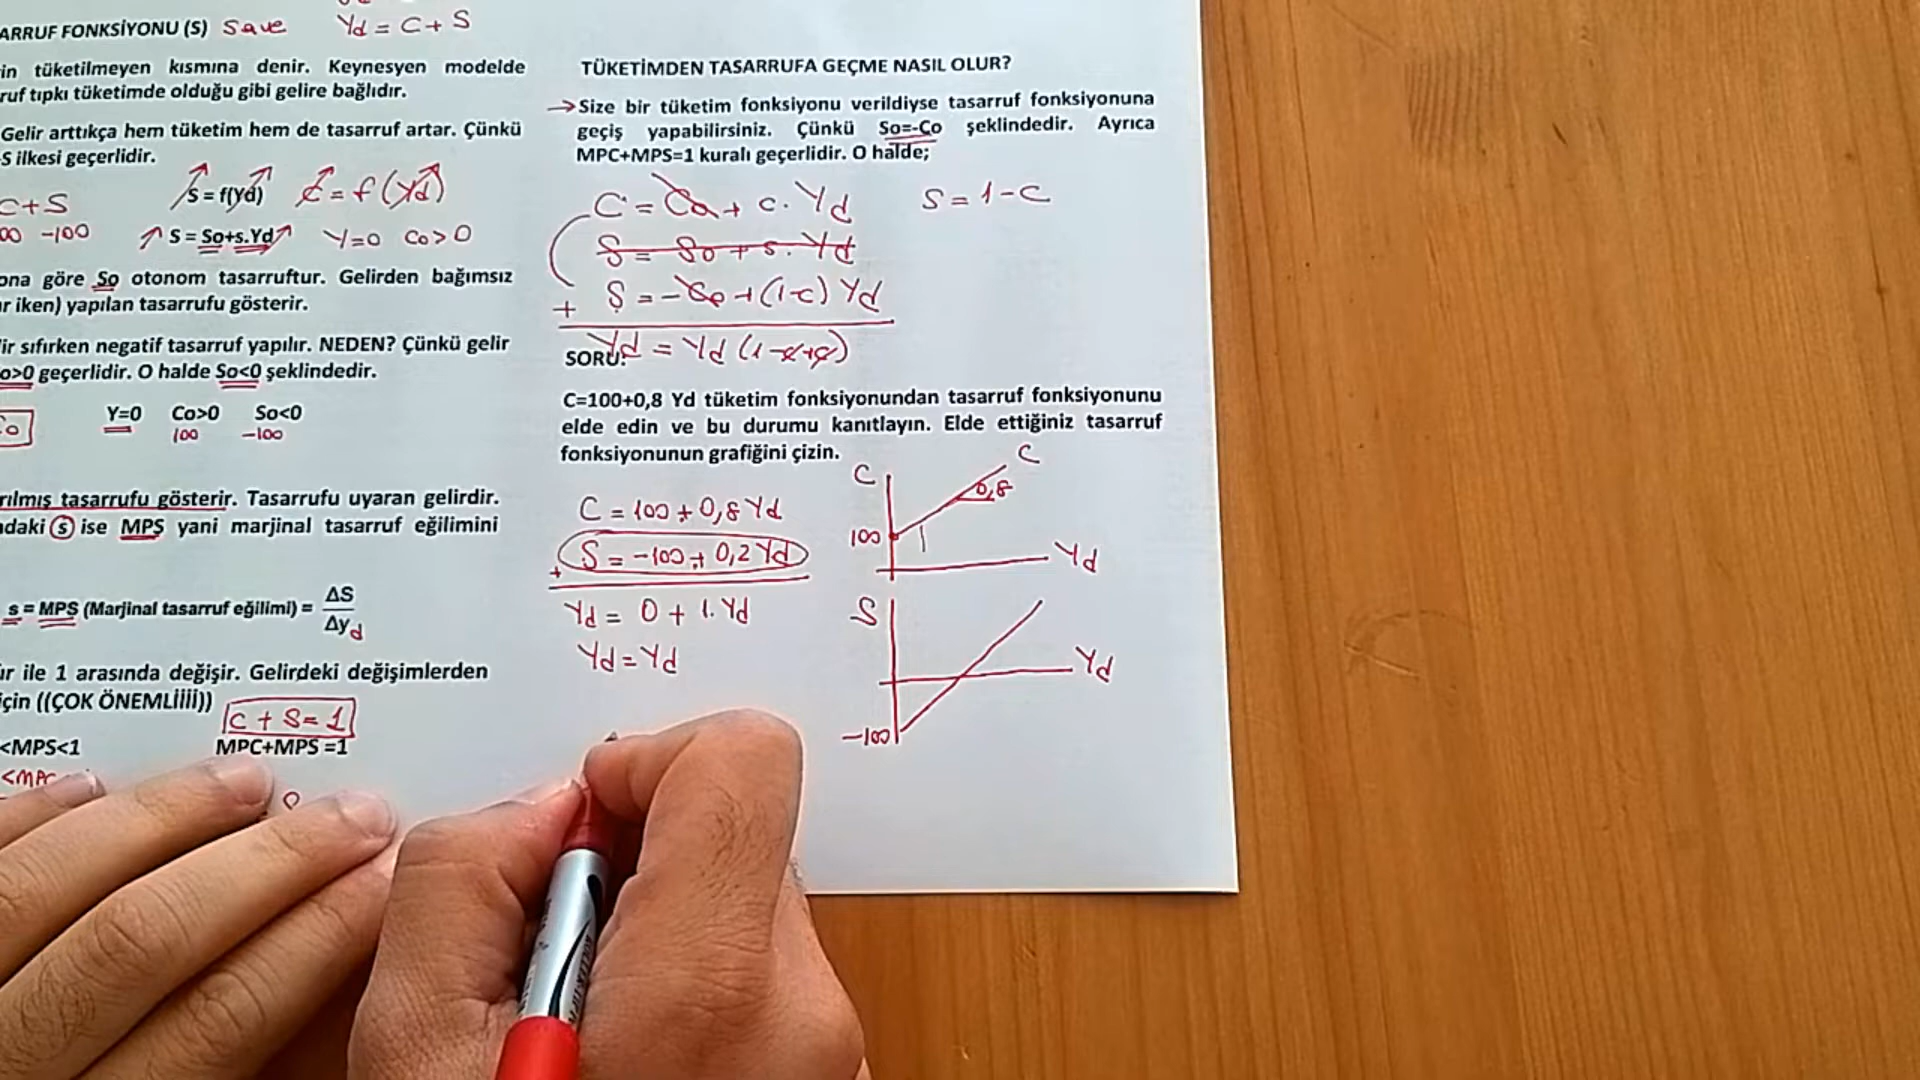 ARRUF FONKSİYONU (S) Save Yd = C + S
in tüketilmeyen kısmına denir. Keynesyen modelde
ruf tıpkı tüketimde olduğu gibi gelire bağlıdır.
Gelir arttıkça hem tüketim hem de tasarruf artar. Çünkü
S ilkesi geçerlidir.
S = f(Yd) C = f (Yd)
C+S
00 -100
S = So+s.Yd Y=0 Co>0
ona göre So otonom tasarruftur. Gelirden bağımsız
r iken) yapılan tasarrufu gösterir.
ir sıfırken negatif tasarruf yapılır. NEDEN? Çünkü gelir
o>0 geçerlidir. O halde So<0 şeklindedir.
Y=0 Co>0 So<0
100 -100
rılmış tasarrufu gösterir. Tasarrufu uyaran gelirdir.
daki s ise MPS yani marjinal tasarruf eğilimini
s = MPS (Marjinal tasarruf eğilimi) = ΔS
Δyd
ır ile 1 arasında değişir. Gelirdeki değişimlerden
için ((ÇOK ÖNEMLİİİİ))
C + S = 1
<MPS<1 MPC+MPS =1
TÜKETİMDEN TASARRUFA GEÇME NASIL OLUR?
→ Size bir tüketim fonksiyonu verildiyse tasarruf fonksiyonuna
geçiş yapabilirsiniz. Çünkü So=-Co şeklindedir. Ayrıca
MPC+MPS=1 kuralı geçerlidir. O halde;
C = Co + c. Yd S = 1 - C
S = So + s. Yd
+ S = -Co + (1-c) Yd
Yd = Yd (1-c+c)
SORU:
C=100+0,8 Yd tüketim fonksiyonundan tasarruf fonksiyonunu
elde edin ve bu durumu kanıtlayın. Elde ettiğiniz tasarruf
fonksiyonunun grafiğini çizin.
C = 100 + 0,8 Yd
+ S = -100 + 0,2 Yd
Yd = 0 + 1. Yd
Yd = Yd
C C
0,8
100
Yd
S
Yd
-100